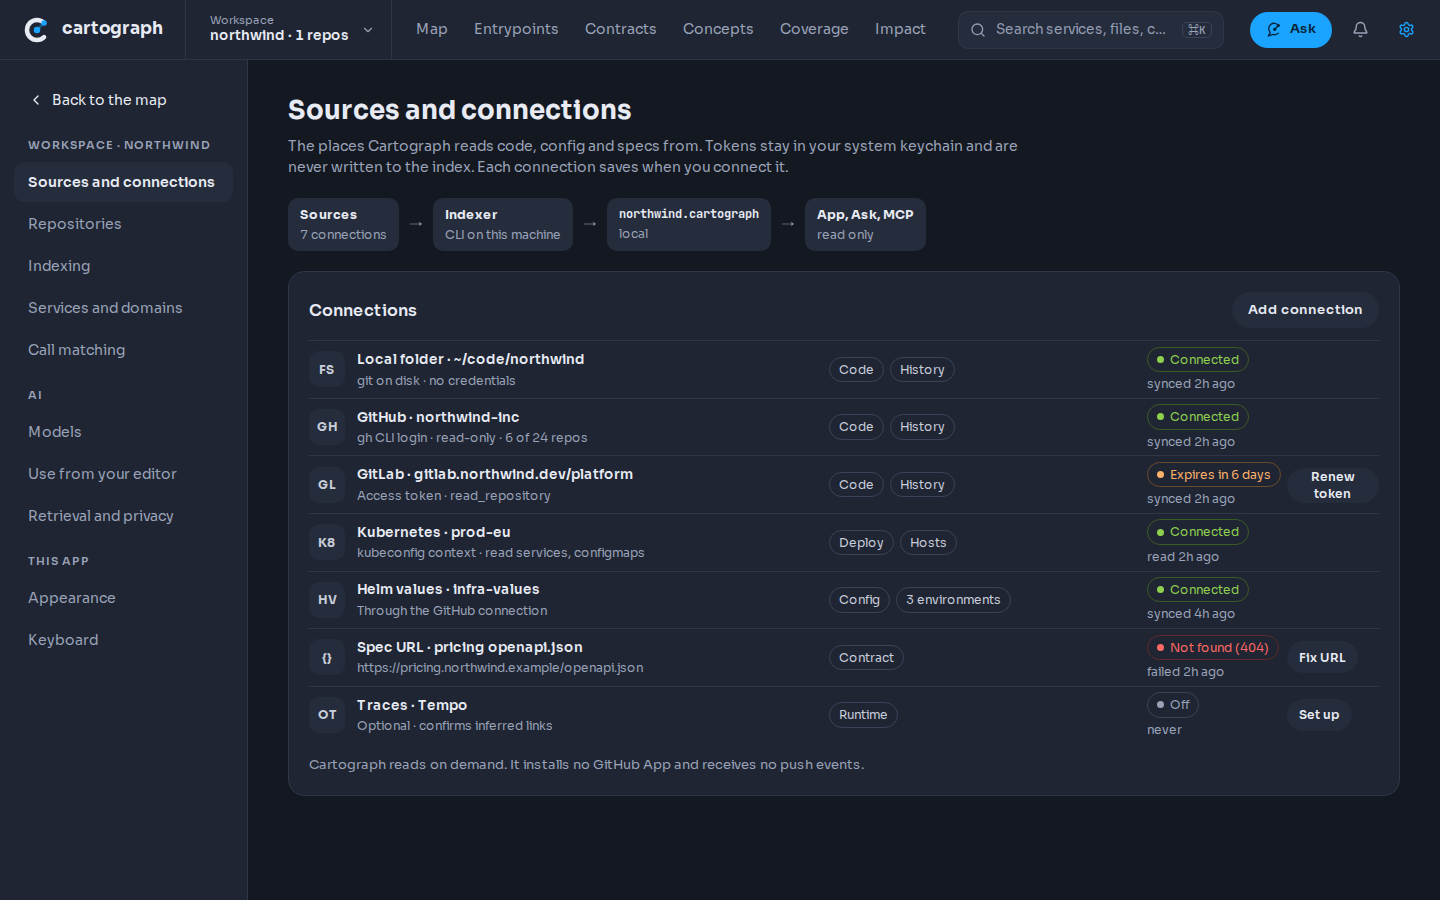 cartograph
Workspace
northwind · 1 repos
Map
Entrypoints
Contracts
Concepts
Coverage
Impact
Search services, files, c...
⌘K
Ask
Back to the map
WORKSPACE · NORTHWIND
Sources and connections
Repositories
Indexing
Services and domains
Call matching
AI
Models
Use from your editor
Retrieval and privacy
THIS APP
Appearance
Keyboard
Sources and connections
The places Cartograph reads code, config and specs from. Tokens stay in your system keychain and are
never written to the index. Each connection saves when you connect it.
Sources
7 connections
→
Indexer
CLI on this machine
→
northwind.cartograph
local
→
App, Ask, MCP
read only
Connections
Add connection
FS
Local folder · ~/code/northwind
git on disk · no credentials
Code
History
Connected
synced 2h ago
GH
GitHub · northwind-inc
gh CLI login · read-only · 6 of 24 repos
Code
History
Connected
synced 2h ago
GL
GitLab · gitlab.northwind.dev/platform
Access token · read_repository
Code
History
Expires in 6 days
synced 2h ago
Renew
token
K8
Kubernetes · prod-eu
kubeconfig context · read services, configmaps
Deploy
Hosts
Connected
read 2h ago
HV
Helm values · infra-values
Through the GitHub connection
Config
3 environments
Connected
synced 4h ago
{}
Spec URL · pricing openapi.json
https://pricing.northwind.example/openapi.json
Contract
Not found (404)
failed 2h ago
Fix URL
OT
Traces · Tempo
Optional · confirms inferred links
Runtime
Off
never
Set up
Cartograph reads on demand. It installs no GitHub App and receives no push events.